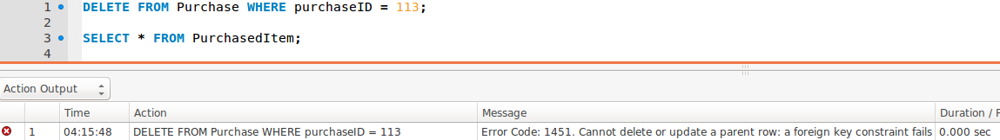 1 DELETE FROM Purchase WHERE purchaseID = 113;
2
3 SELECT * FROM PurchasedItem;
4
Action Output
Time Action Message Duration /
1 04:15:48 DELETE FROM Purchase WHERE purchaseID = 113 Error Code: 1451. Cannot delete or update a parent row: a foreign key constraint fails 0.000 sec